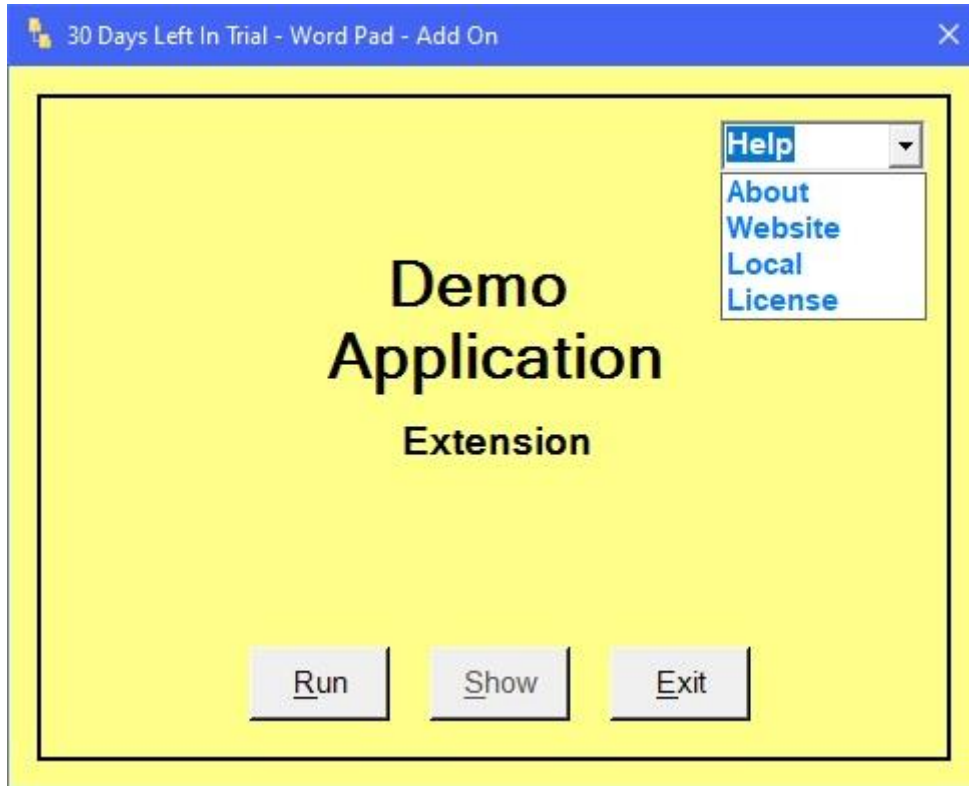 30 Days Left In Trial - Word Pad - Add On
Help
About
Website
Local
License
Demo
Application
Extension
Run Show Exit